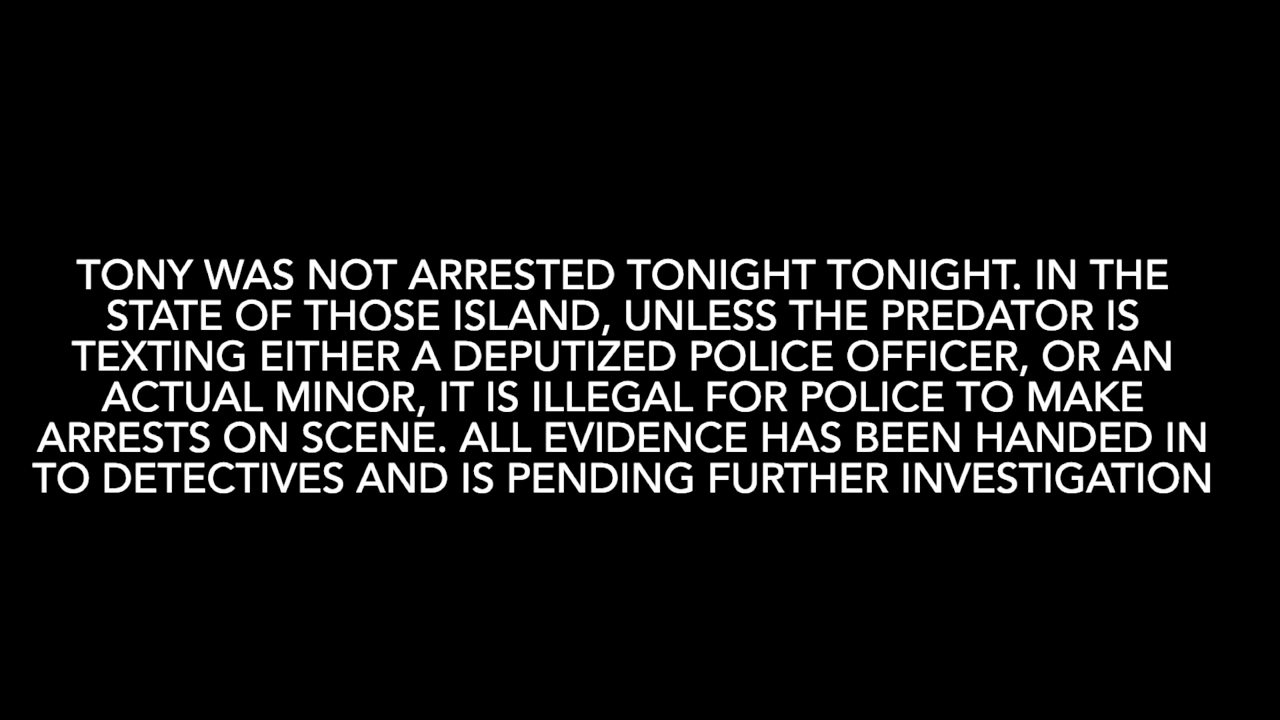 TONY WAS NOT ARRESTED TONIGHT TONIGHT. IN THE
STATE OF THOSE ISLAND, UNLESS THE PREDATOR IS
TEXTING EITHER A DEPUTIZED POLICE OFFICER, OR AN
ACTUAL MINOR, IT IS ILLEGAL FOR POLICE TO MAKE
ARRESTS ON SCENE. ALL EVIDENCE HAS BEEN HANDED IN
TO DETECTIVES AND IS PENDING FURTHER INVESTIGATION